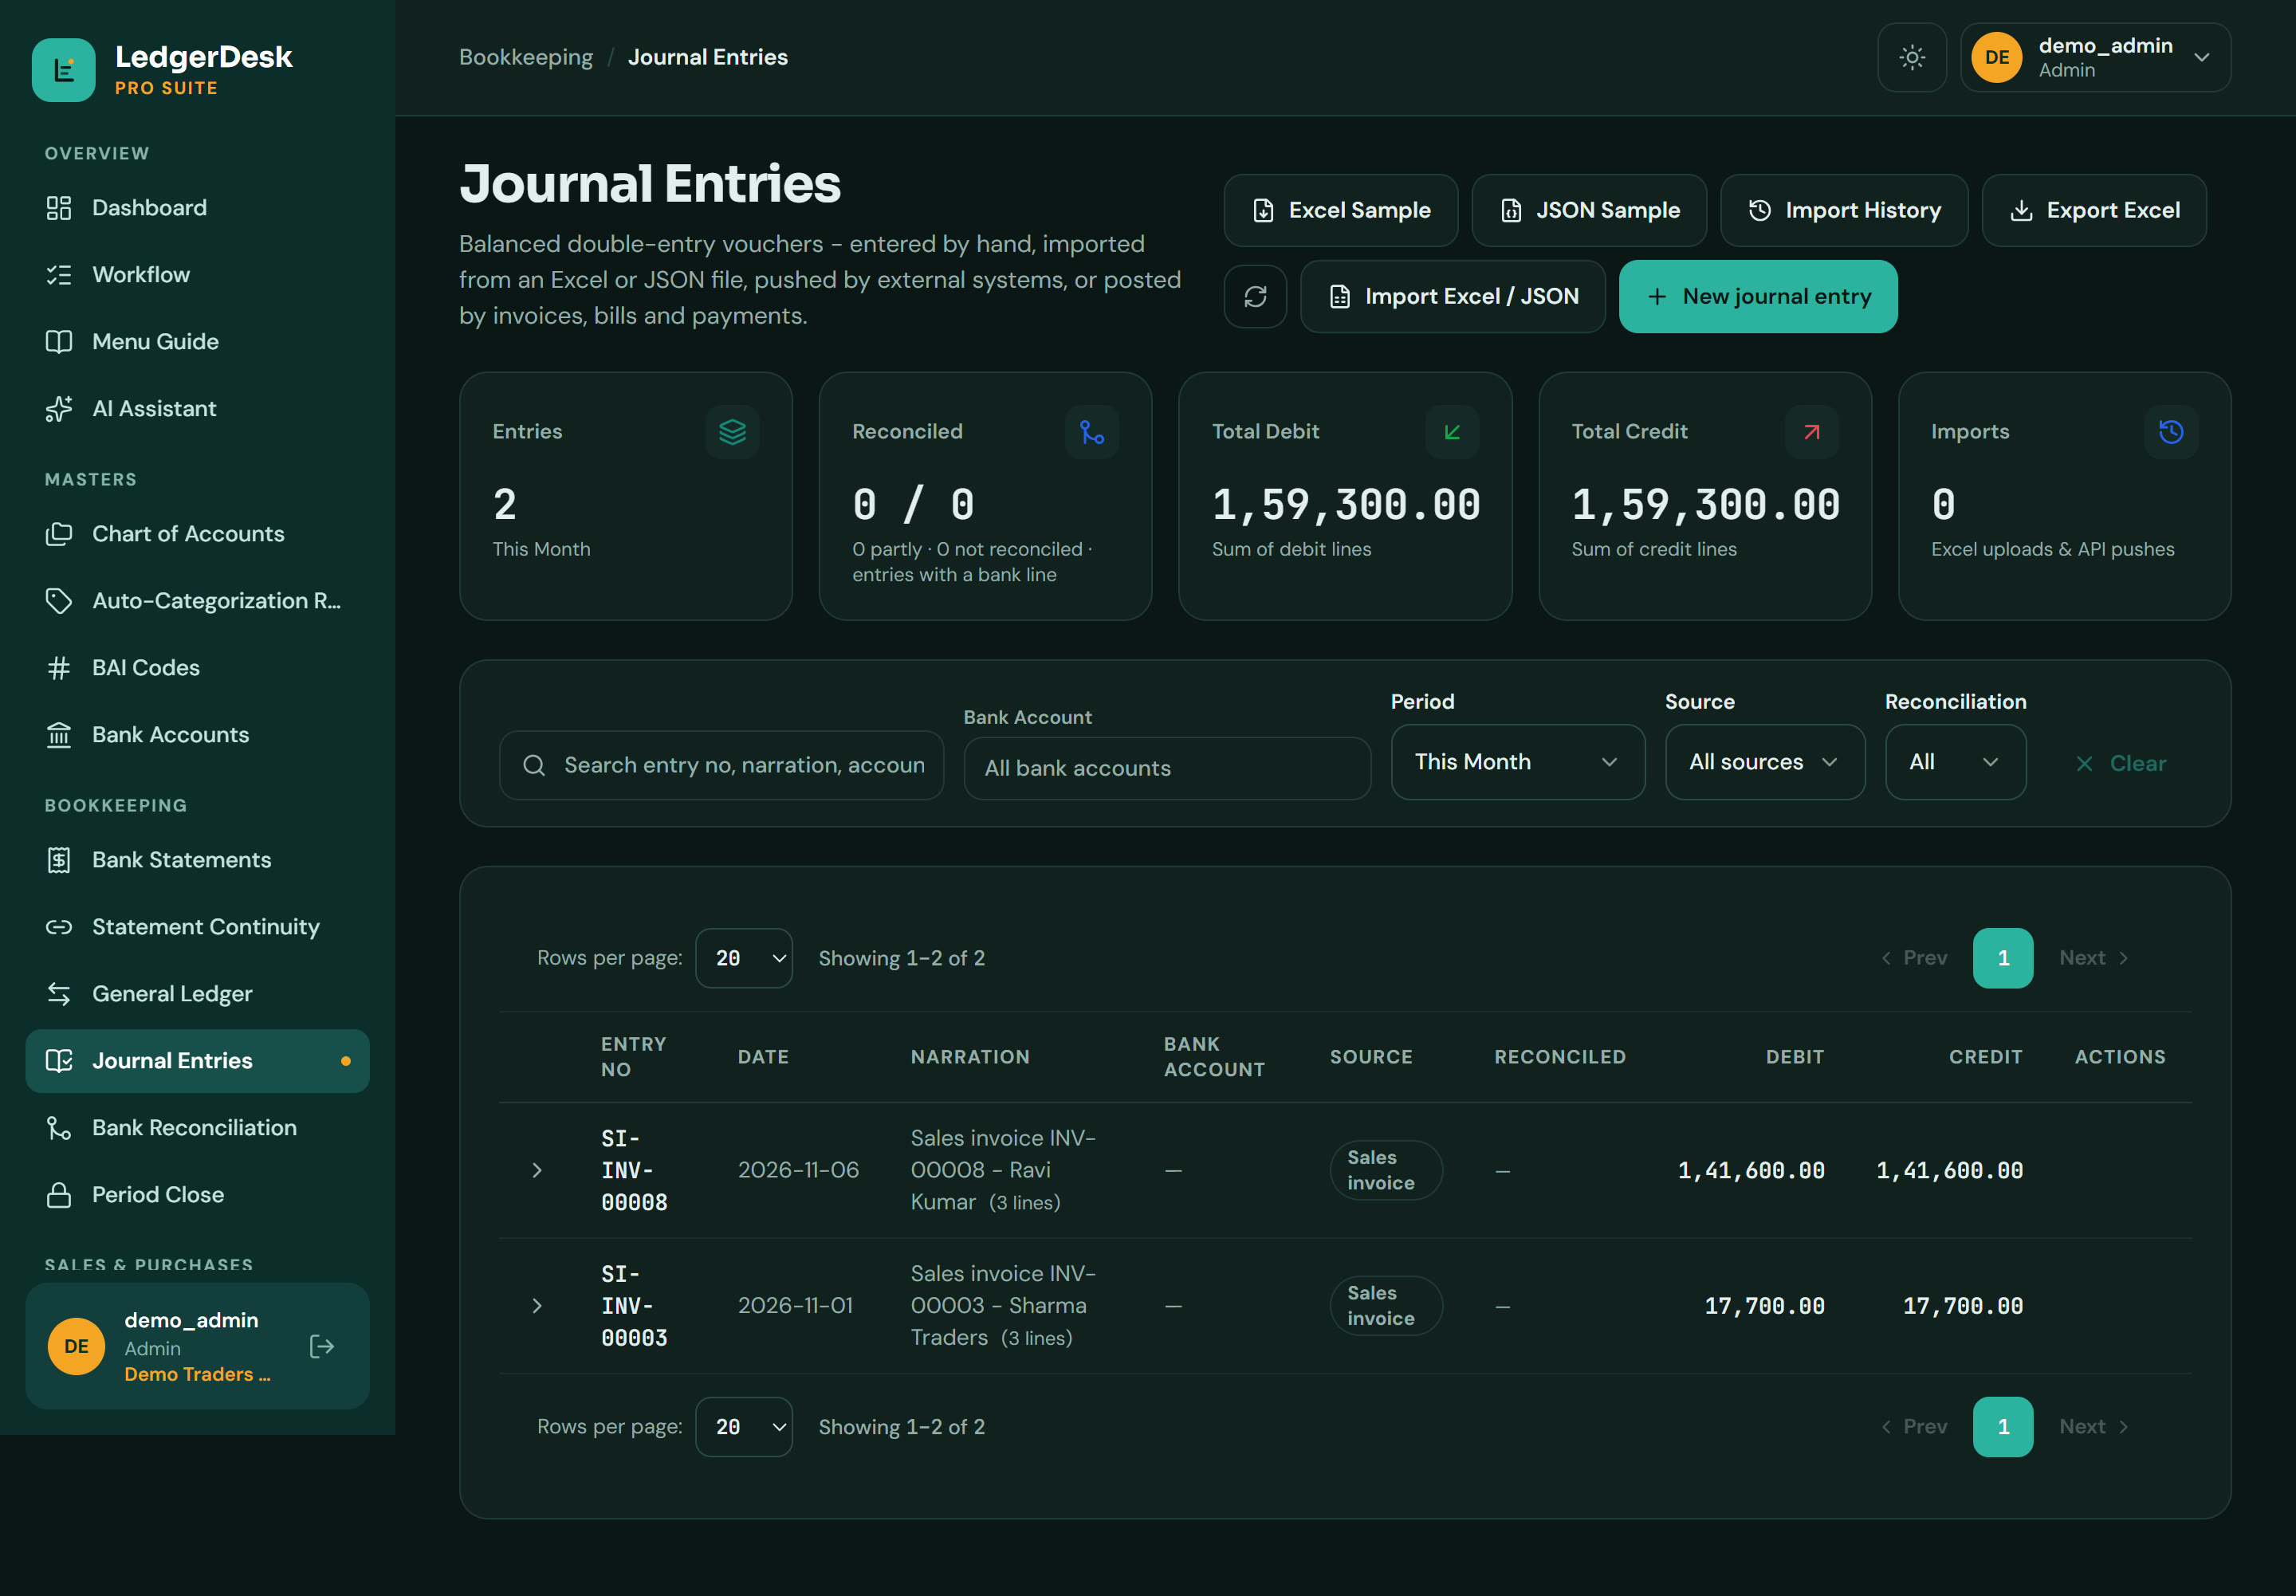 LedgerDesk
PRO SUITE
OVERVIEW
Dashboard
Workflow
Menu Guide
AI Assistant
MASTERS
Chart of Accounts
Auto-Categorization R...
BAI Codes
Bank Accounts
BOOKKEEPING
Bank Statements
Statement Continuity
General Ledger
Journal Entries
Bank Reconciliation
Period Close
SALES & PURCHASES
DE
demo_admin
Admin
Demo Traders ...
Bookkeeping / Journal Entries
DE
demo_admin
Admin
Journal Entries
Balanced double-entry vouchers - entered by hand, imported
from an Excel or JSON file, pushed by external systems, or posted
by invoices, bills and payments.
Excel Sample
JSON Sample
Import History
Export Excel
Import Excel / JSON
New journal entry
Entries
2
This Month
Reconciled
0 / 0
0 partly · 0 not reconciled ·
entries with a bank line
Total Debit
1,59,300.00
Sum of debit lines
Total Credit
1,59,300.00
Sum of credit lines
Imports
0
Excel uploads & API pushes
Search entry no, narration, accoun
Bank Account
All bank accounts
Period
This Month
Source
All sources
Reconciliation
All
Clear
Rows per page: 20 Showing 1-2 of 2
Prev 1 Next
ENTRY
NO
DATE
NARRATION
BANK
ACCOUNT
SOURCE
RECONCILED
DEBIT
CREDIT
ACTIONS
SI-
INV-
00008
2026-11-06
Sales invoice INV-
00008 - Ravi
Kumar (3 lines)
—
Sales
invoice
—
1,41,600.00
1,41,600.00
SI-
INV-
00003
2026-11-01
Sales invoice INV-
00003 - Sharma
Traders (3 lines)
—
Sales
invoice
—
17,700.00
17,700.00
Rows per page: 20 Showing 1-2 of 2
Prev 1 Next